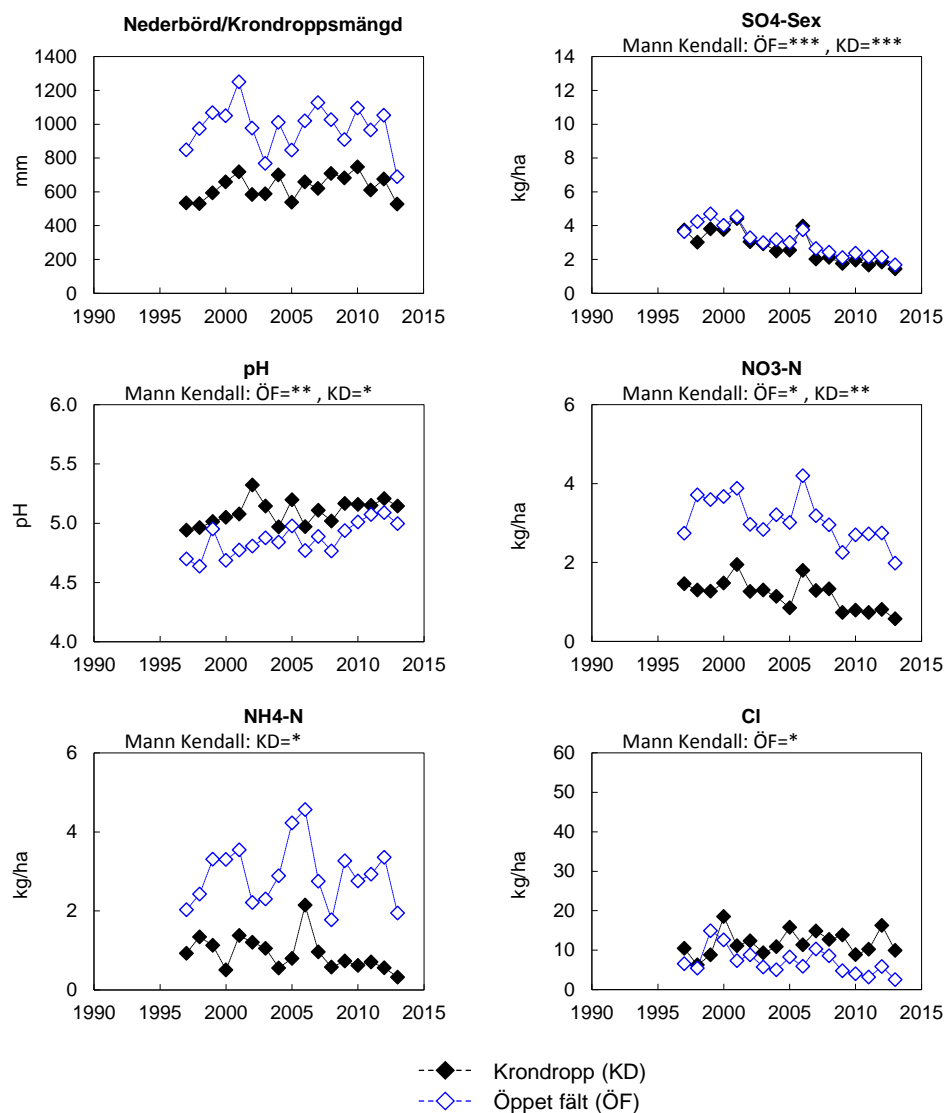 Nederbörd/Krondroppsmängd
1400
1200
1000
800
600
400
200
0
mm
1990 1995 2000 2005 2010 2015
SO4-Sex
Mann Kendall: ÖF=*** , KD=***
14
12
10
8
6
4
2
0
kg/ha
1990 1995 2000 2005 2010 2015
pH
Mann Kendall: ÖF=** , KD=*
6.0
5.5
5.0
4.5
4.0
pH
1990 1995 2000 2005 2010 2015
NO3-N
Mann Kendall: ÖF=* , KD=**
6
4
2
0
kg/ha
1990 1995 2000 2005 2010 2015
NH4-N
Mann Kendall: KD=*
6
4
2
0
kg/ha
1990 1995 2000 2005 2010 2015
Cl
Mann Kendall: ÖF=*
60
50
40
30
20
10
0
kg/ha
1990 1995 2000 2005 2010 2015
Krondropp (KD)
Öppet fält (ÖF)